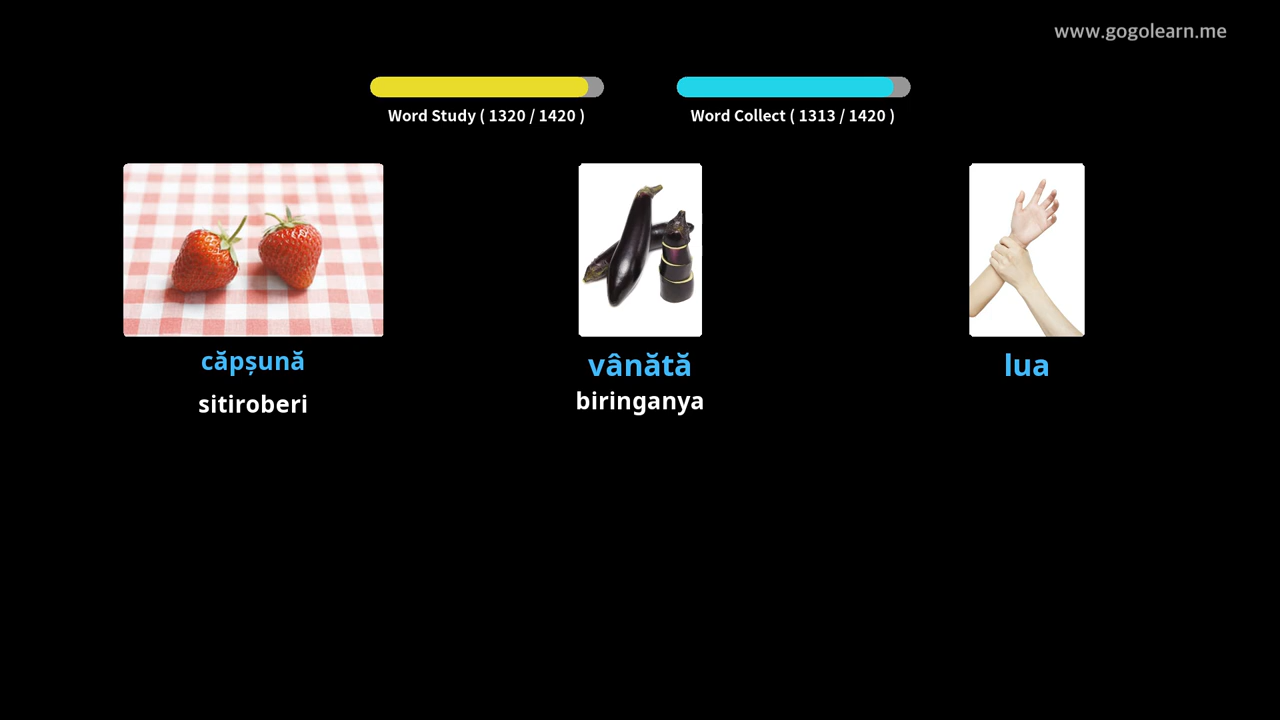 www.gogolearn.me
Word Study ( 1320 / 1420 )
Word Collect ( 1313 / 1420 )
căpșună
sitiroberi
vânătă
biringanya
lua